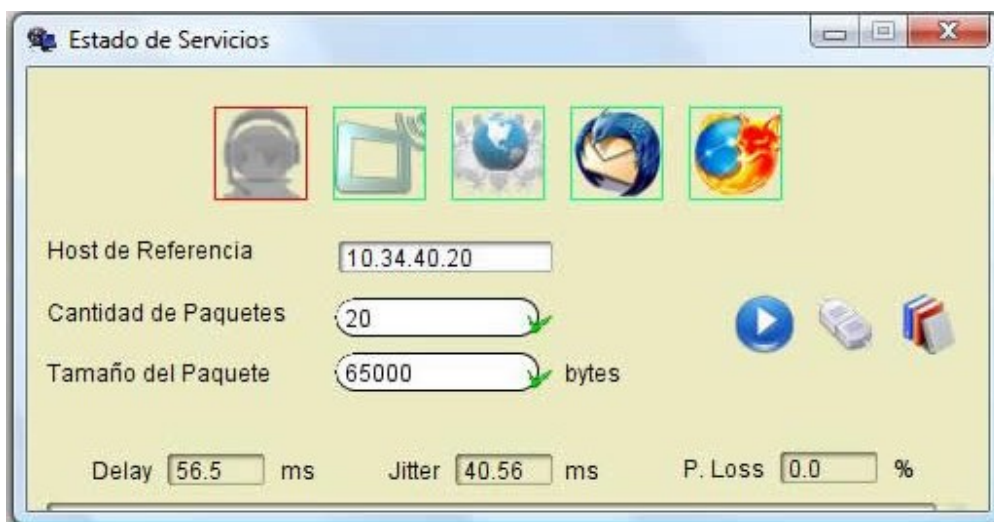 Estado de Servicios
Host de Referencia 10.34.40.20
Cantidad de Paquetes 20
Tamaño del Paquete 65000 bytes
Delay 56.5 ms Jitter 40.56 ms P. Loss 0.0 %